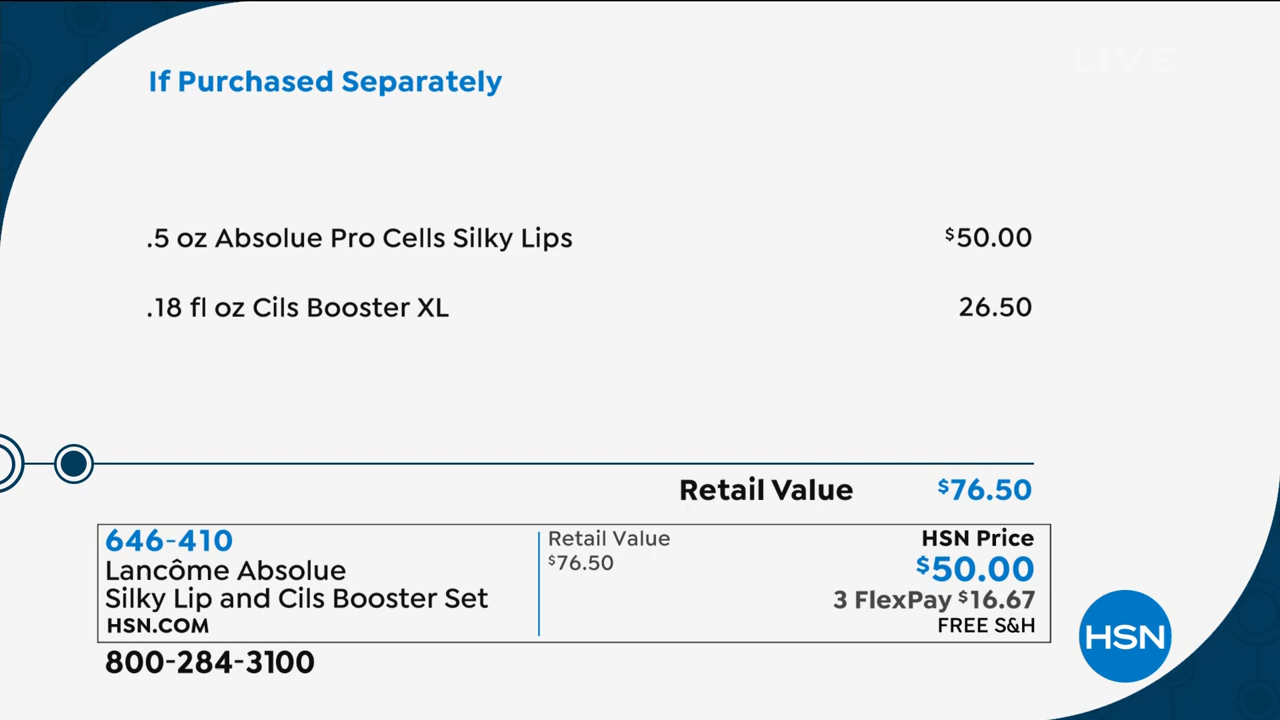 LIVE
If Purchased Separately
.5 oz Absolue Pro Cells Silky Lips $50.00
.18 fl oz Cils Booster XL 26.50
Retail Value $76.50
646-410
Lancôme Absolue
Silky Lip and Cils Booster Set
HSN.COM
Retail Value
$76.50
HSN Price
$50.00
3 FlexPay $16.67
FREE S&H
800-284-3100
HSN